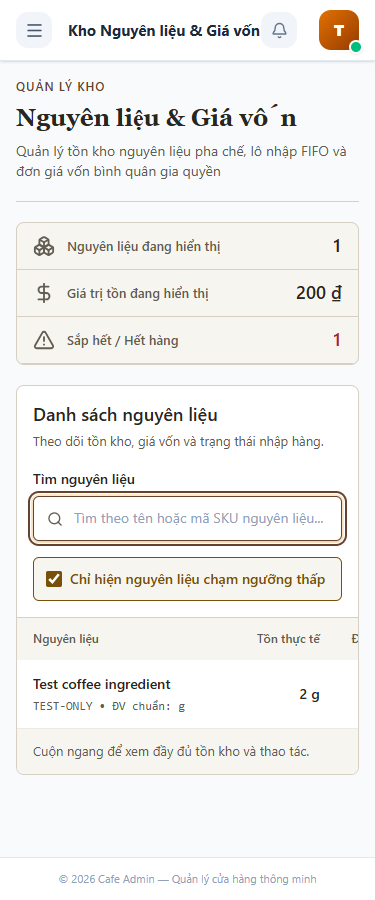 Kho Nguyên liệu & Giá vốn
T
QUẢN LÝ KHO
Nguyên liệu & Giá vốn
Quản lý tồn kho nguyên liệu pha chế, lô nhập FIFO và
đơn giá vốn bình quân gia quyền
Nguyên liệu đang hiển thị 1
Giá trị tồn đang hiển thị 200 ₫
Sắp hết / Hết hàng 1
Danh sách nguyên liệu
Theo dõi tồn kho, giá vốn và trạng thái nhập hàng.
Tìm nguyên liệu
Tìm theo tên hoặc mã SKU nguyên liệu...
Chỉ hiện nguyên liệu chạm ngưỡng thấp
Nguyên liệu Tồn thực tế Đ
Test coffee ingredient
TEST-ONLY • ĐV chuẩn: g
2 g
Cuộn ngang để xem đầy đủ tồn kho và thao tác.
© 2026 Cafe Admin — Quản lý cửa hàng thông minh